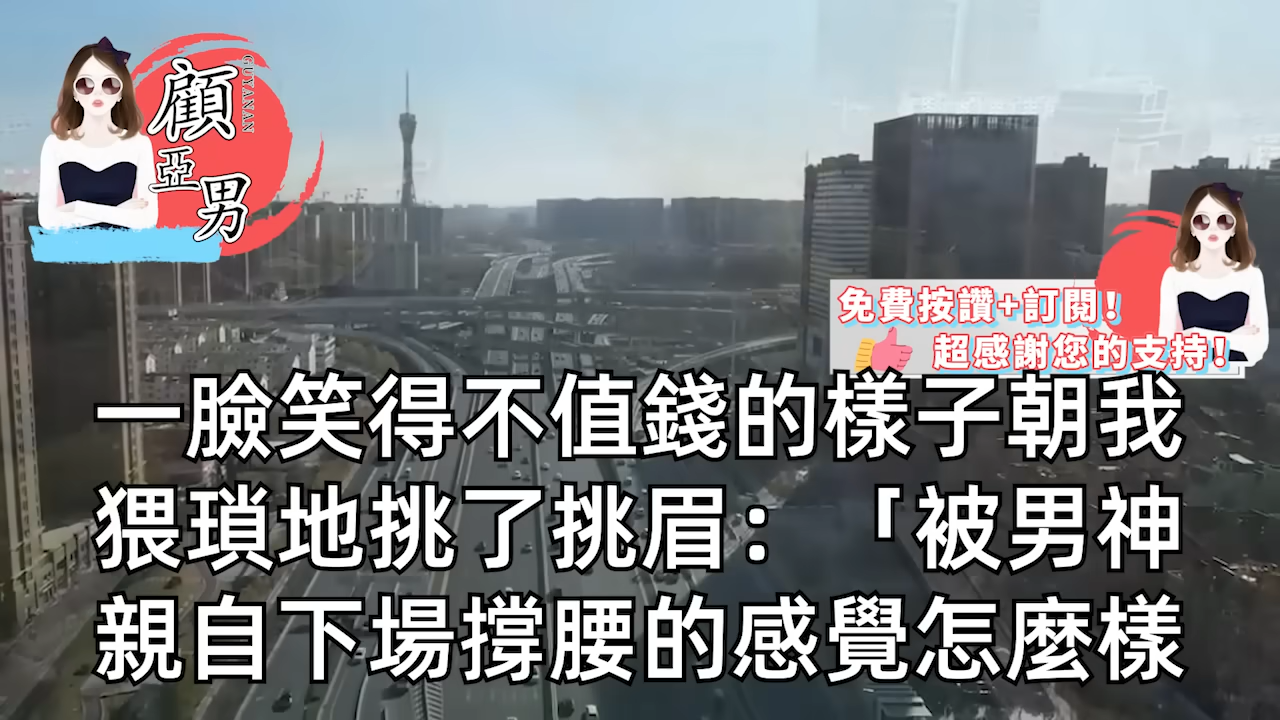 顧亞男
GUYANAN
免費按讚+訂閱!
超感謝您的支持!
一臉笑得不值錢的樣子朝我
猥瑣地挑了挑眉：「被男神
親自下場撐腰的感覺怎麼樣